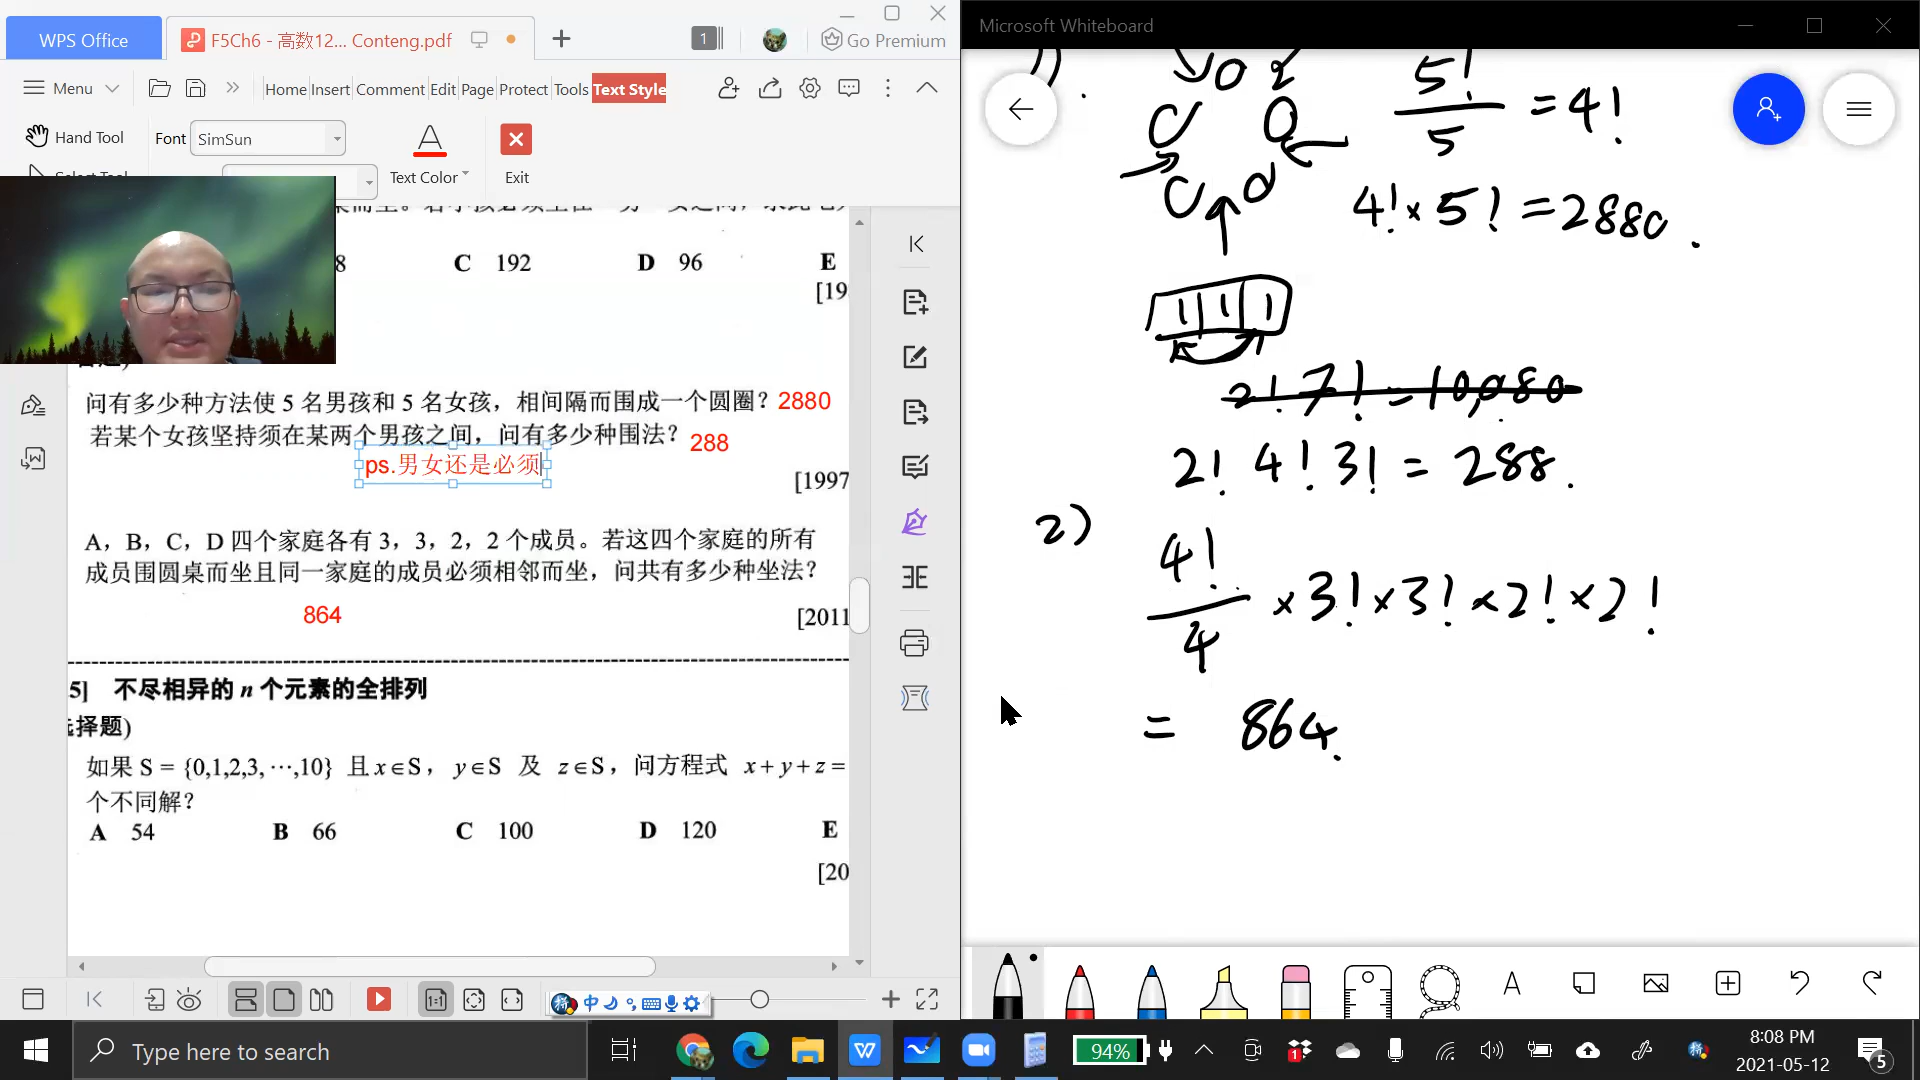 WPS Office
F5Ch6 - 高数12... Conteng.pdf
1
Go Premium
Menu
Home Insert Comment Edit Page Protect Tools Text Style
Hand Tool
Font SimSun
Text Color
Exit
8 C 192 D 96 E
[19
问有多少种方法使 5 名男孩和 5 名女孩，相间隔而围成一个圆圈？ 2880
若某个女孩坚持须在某两个男孩之间，问有多少种围法？ 288
ps.男女还是必须
[1997
A，B，C，D 四个家庭各有 3，3，2，2 个成员。若这四个家庭的所有
成员围圆桌而坐且同一家庭的成员必须相邻而坐，问共有多少种坐法？
864
[2011
5] 不尽相异的 n 个元素的全排列
选择题)
如果 S = {0,1,2,3, ⋯,10} 且 x∈S， y∈S 及 z∈S，问方程式 x+y+z=
个不同解？
A 54 B 66 C 100 D 120 E
[20
1:1
中
Microsoft Whiteboard
5!
5
=4!
4!×5! =2880.
2! 7! = 10,080
2! 4! 3! = 288.
2)
4!
4
×3!×3!×2!×2!
= 864.
Type here to search
94%
1
8:08 PM
2021-05-12
5